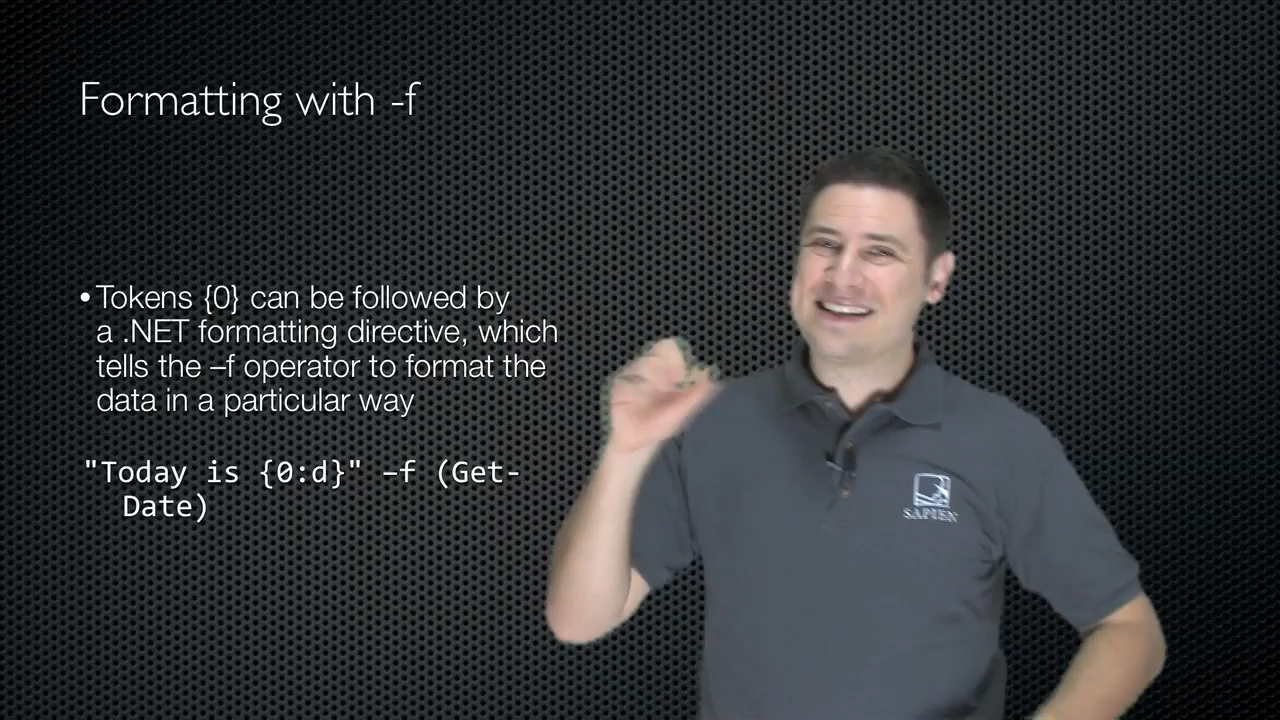 Formatting with -f
• Tokens {0} can be followed by
a .NET formatting directive, which
tells the –f operator to format the
data in a particular way
"Today is {0:d}" –f (Get-
Date)
SAPIEN